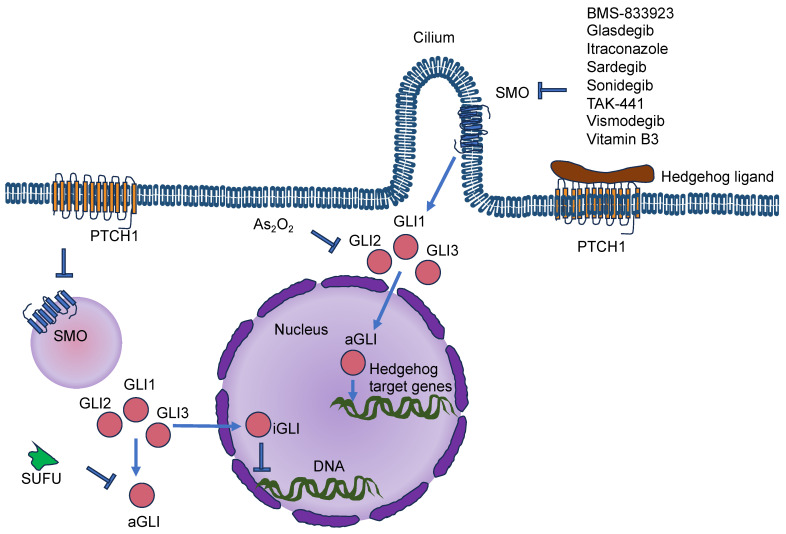 BMS-833923
Glasdegib
Itraconazole
Sardegib
Sonidegib
TAK-441
Vismodegib
Vitamin B3
Cilium
SMO
Hedgehog ligand
PTCH1
PTCH1
As₂O₂
GLI1
GLI2
GLI3
SMO
Nucleus
aGLI
Hedgehog
target genes
GLI1
GLI2
GLI3
iGLI
DNA
SUFU
aGLI